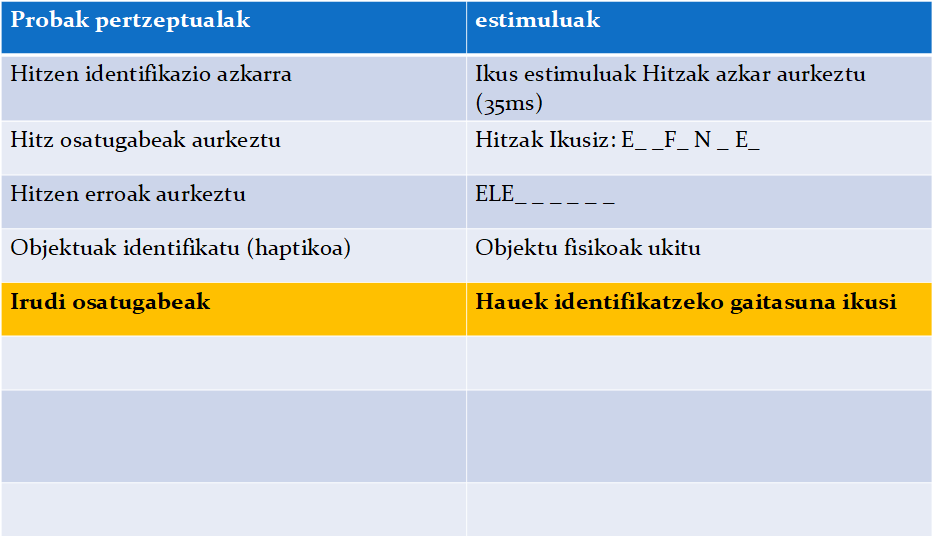 Probak pertzeptualak
estimuluak
Hitzen identifikazio azkarra
Ikus estimuluak Hitzak azkar aurkeztu
(35ms)
Hitz osatugabeak aurkeztu
Hitzak Ikusiz: E_ _F_ N _ E_
Hitzen erroak aurkeztu
ELE_ _ _ _ _ _
Objektuak identifikatu (haptikoa)
Objektu fisikoak ukitu
Irudi osatugabeak
Hauek identifikatzeko gaitasuna ikusi